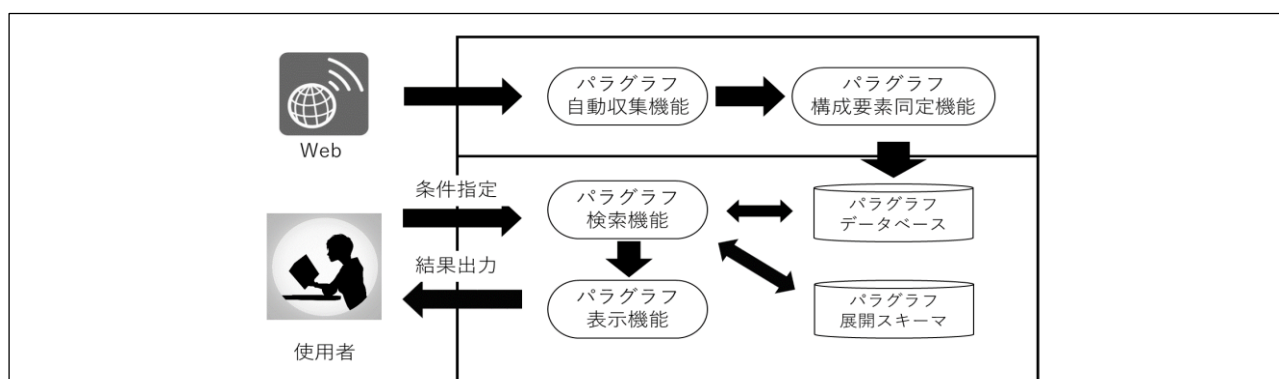 パラグラフ
自動収集機能
パラグラフ
構成要素同定機能
Web
条件指定
パラグラフ
検索機能
パラグラフ
データベース
結果出力
パラグラフ
表示機能
パラグラフ
展開スキーマ
使用者